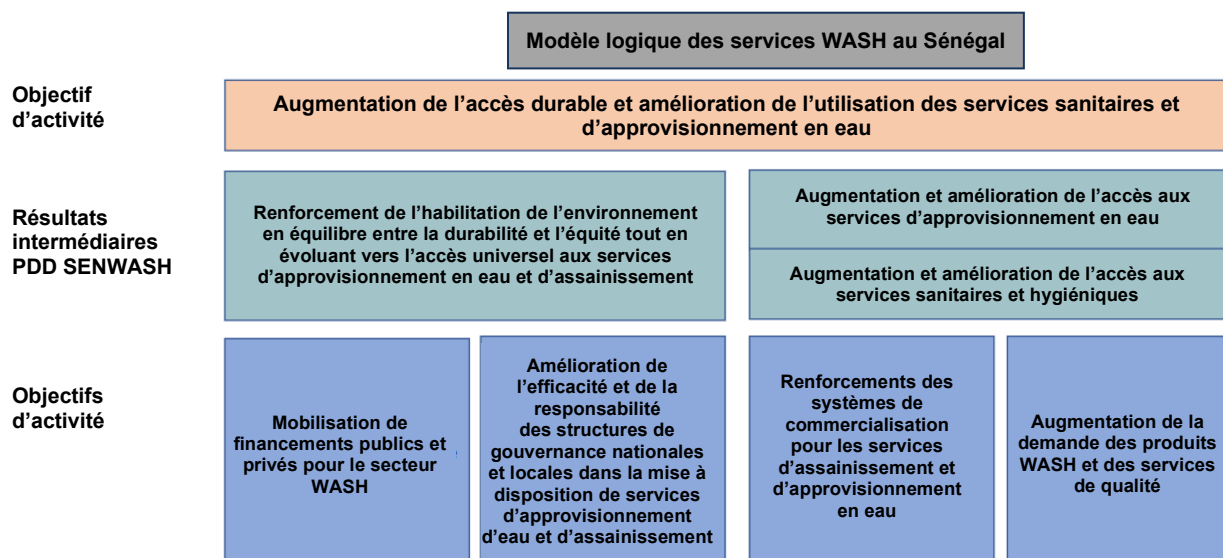 Modèle logique des services WASH au Sénégal
Objectif
d'activité
Augmentation de l'accès durable et amélioration de l'utilisation des services sanitaires et
d'approvisionnement en eau
Résultats
intermédiaires
PDD SENWASH
Renforcement de l'habilitation de l'environnement
en équilibre entre la durabilité et l'équité tout en
évoluant vers l'accès universel aux services
d'approvisionnement en eau et d'assainissement
Augmentation et amélioration de l'accès aux
services d'approvisionnement en eau
Augmentation et amélioration de l'accès aux
services sanitaires et hygiéniques
Objectifs
d'activité
Mobilisation de
financements publics et
privés pour le secteur
WASH
Amélioration de
l'efficacité et de la
responsabilité
des structures de
gouvernance nationales
et locales dans la mise à
disposition de services
d'approvisionnement
d'eau et d'assainissement
Renforcements des
systèmes de
commercialisation
pour les services
d'assainissement et
d'approvisionnement
en eau
Augmentation de la
demande des produits
WASH et des services
de qualité